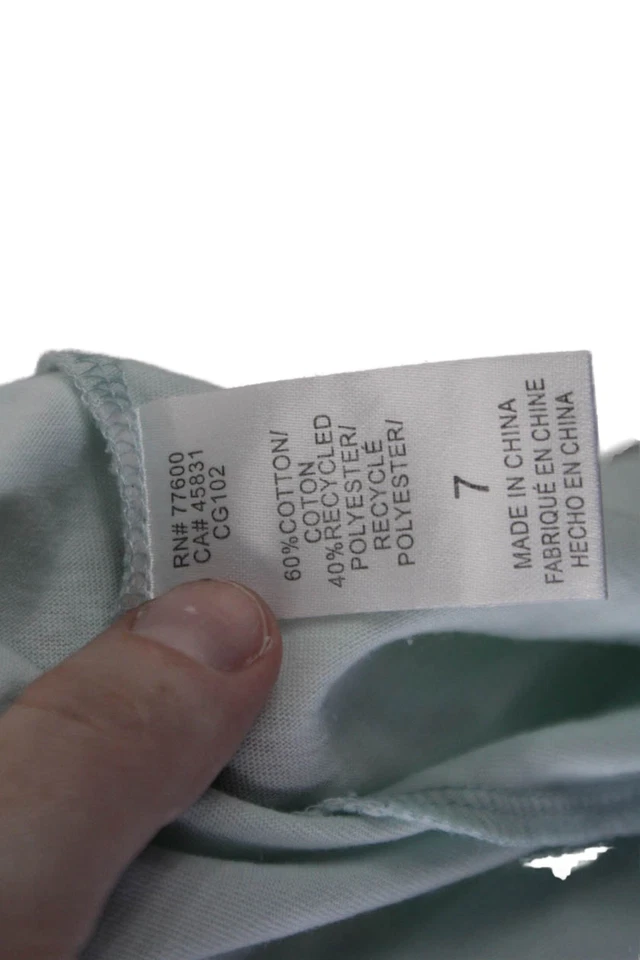 RN# 77600
CA# 45831
CG102
60%COTTON/
COTON
40%RECYCLED
POLYESTER/
RECYCLÉ
POLYESTER/
7
MADE IN CHINA
FABRIQUÉ EN CHINE
HECHO EN CHINA